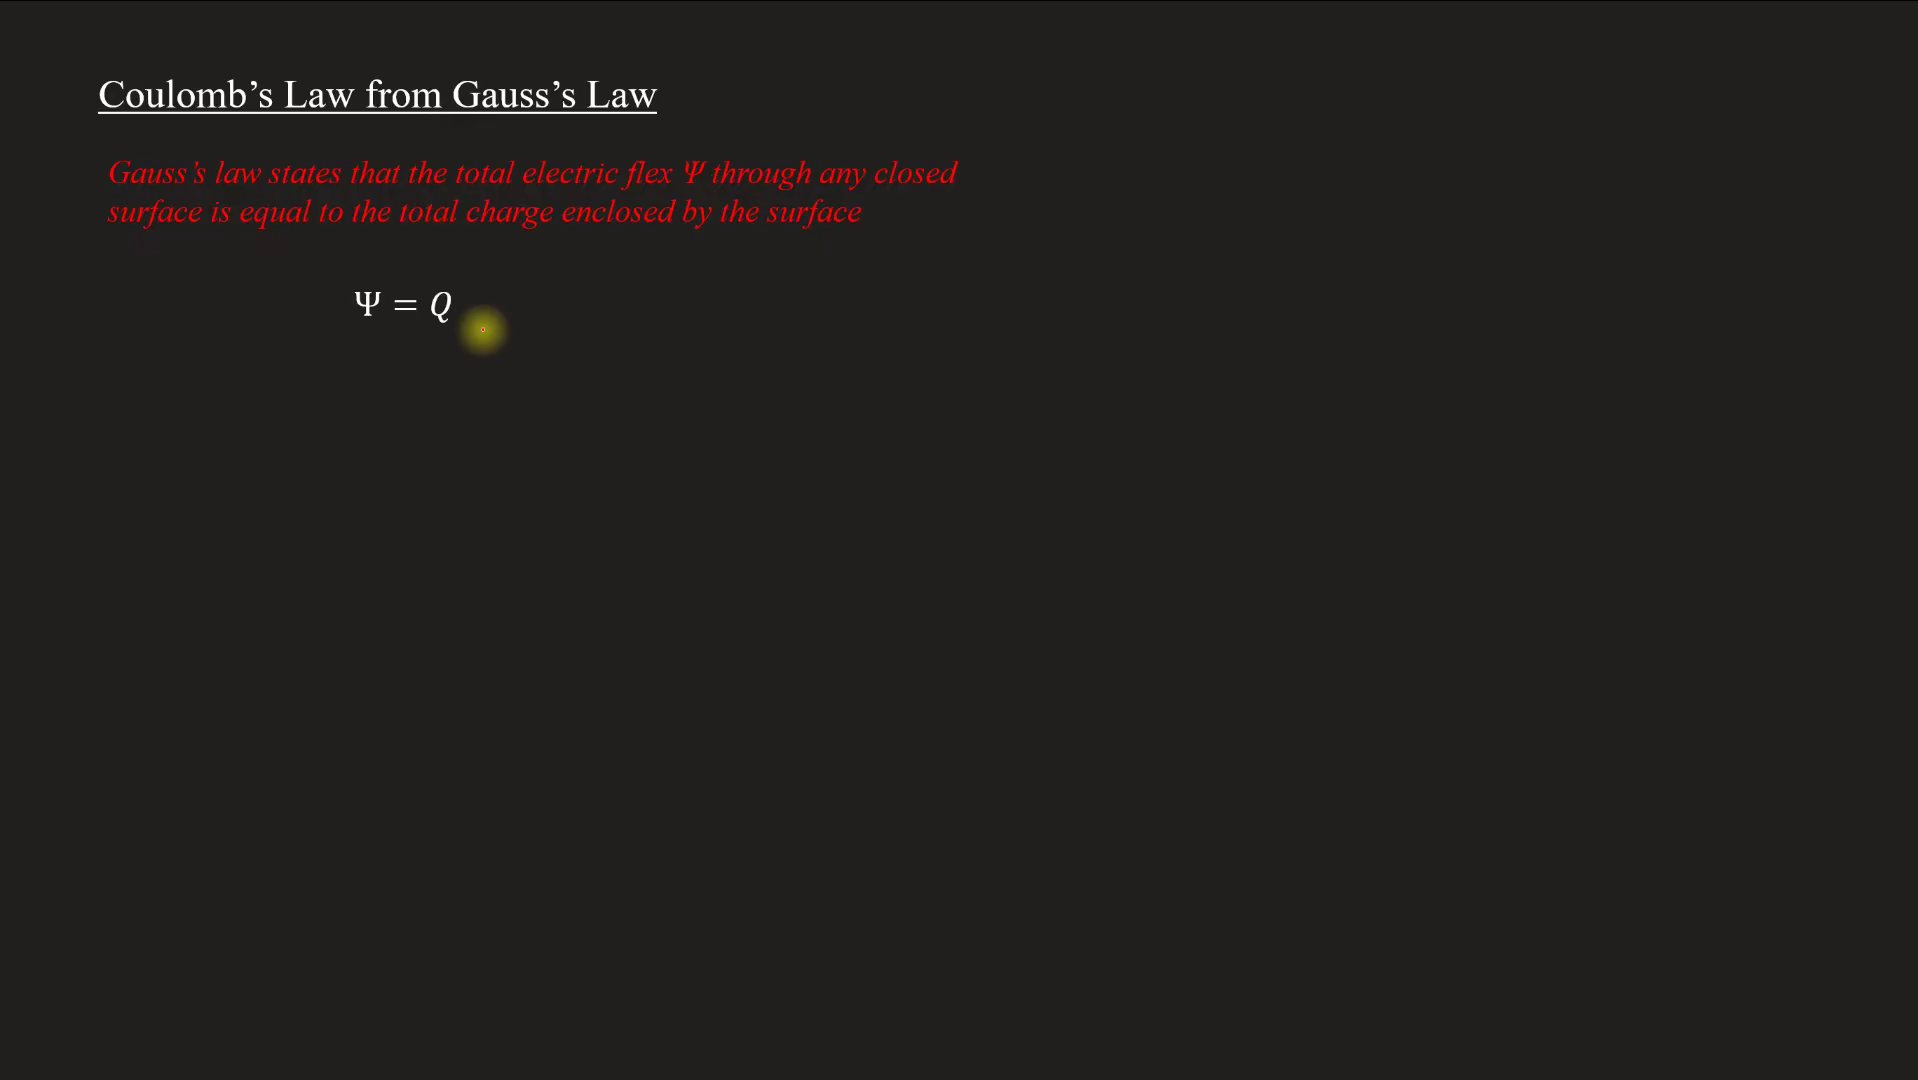 Coulomb’s Law from Gauss’s Law
Gauss’s law states that the total electric flex Ψ through any closed
surface is equal to the total charge enclosed by the surface
Ψ = Q